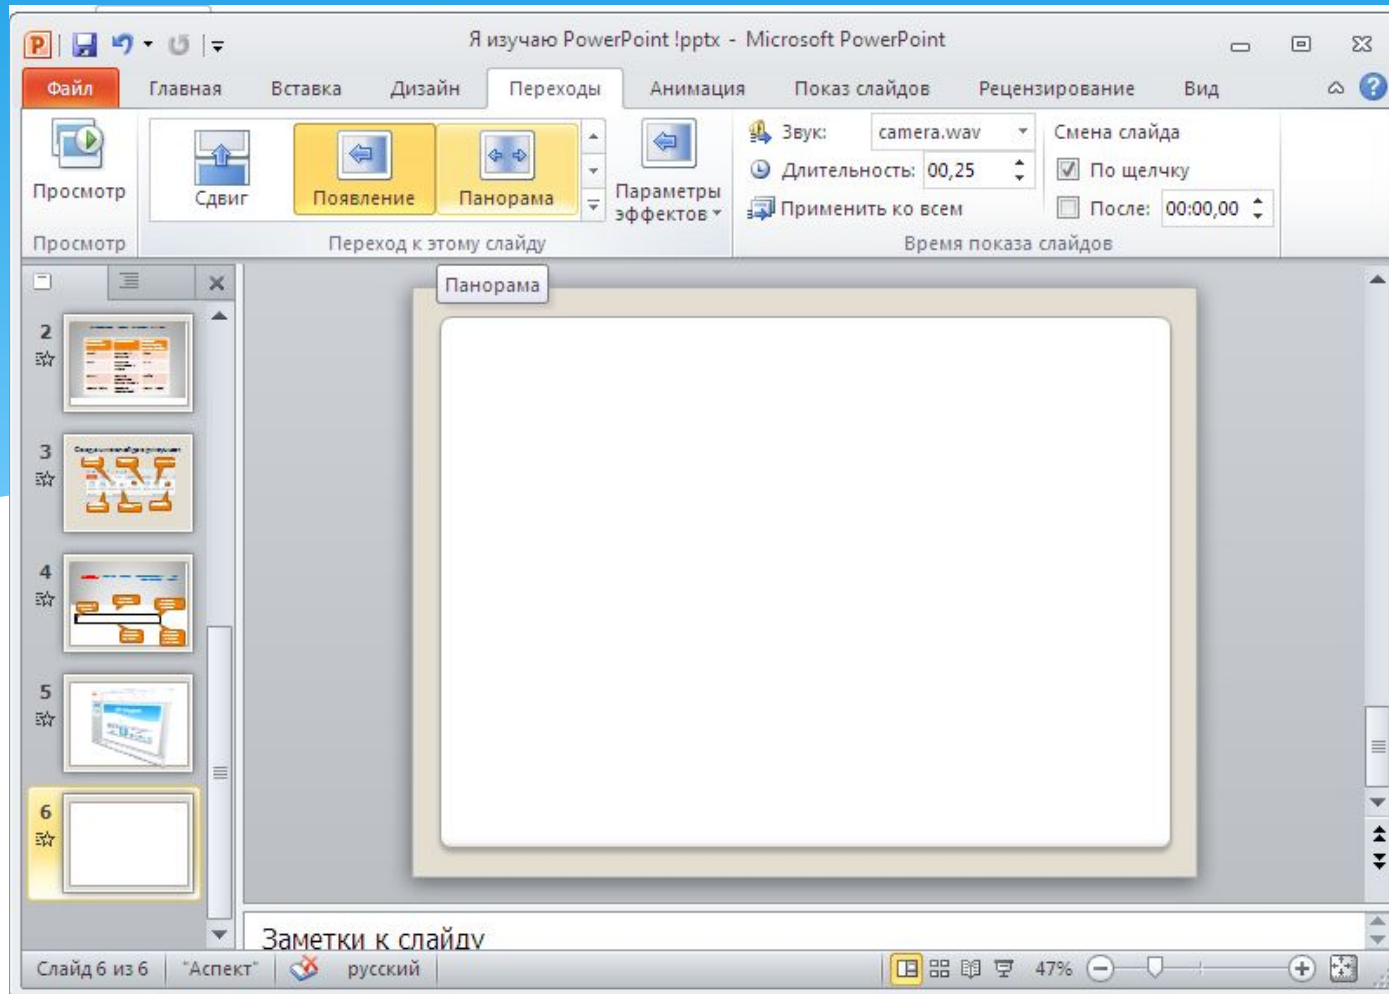 Я изучаю PowerPoint !pptx - Microsoft PowerPoint
Файл Главная Вставка Дизайн Переходы Анимация Показ слайдов Рецензирование Вид
Просмотр
Сдвиг
Появление
Панорама
Параметры
эффектов
Звук: camera.wav
Длительность: 00,25
Применить ко всем
Смена слайда
По щелчку
После: 00:00,00
Просмотр
Переход к этому слайду
Время показа слайдов
Панорама
2
3
4
5
6
Заметки к слайду
Слайд 6 из 6 "Аспект" русский 47%